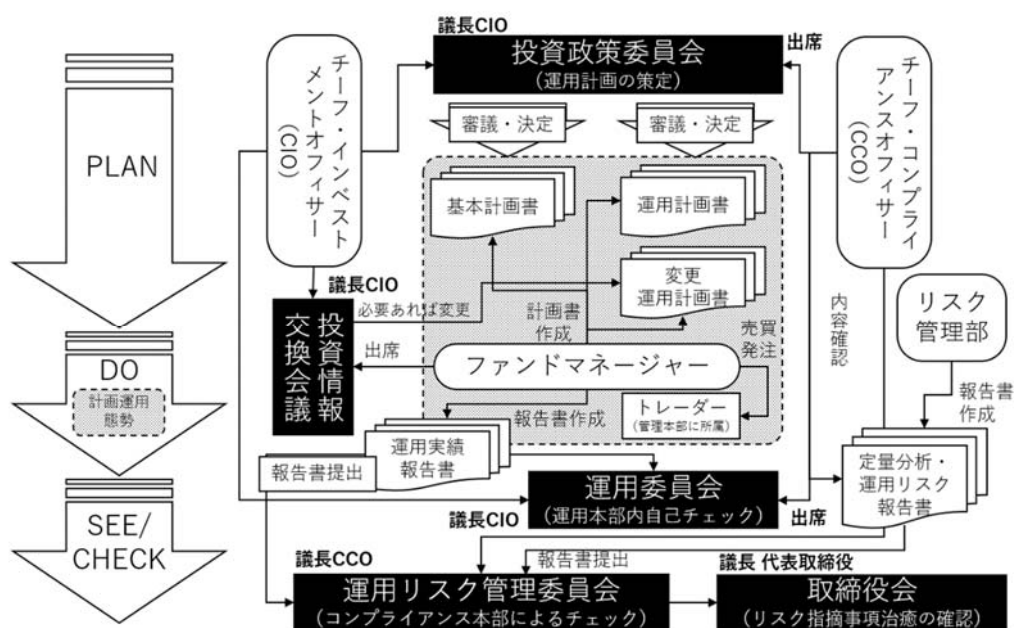 議長CIO
投資政策委員会
(運用計画の策定)
出席
チーフ・インベスト
メントオフィサー
(CIO)
チーフ・コンプライ
アンスオフィサー
(CCO)
PLAN
審議・決定
審議・決定
基本計画書
運用計画書
変更
運用計画書
議長CIO
必要あれば変更
投資情報
交換会議
計画書
作成
売買
発注
内容確認
リスク
管理部
DO
計画運用
態勢
出席
ファンドマネージャー
報告書作成
トレーダー
(管理本部に所属)
報告書
作成
運用実績
報告書
報告書提出
定量分析・
運用リスク
報告書
運用委員会
(運用本部内自己チェック)
議長CIO
出席
SEE/
CHECK
議長CCO
報告書提出
議長 代表取締役
運用リスク管理委員会
(コンプライアンス本部によるチェック)
取締役会
(リスク指摘事項治癒の確認)